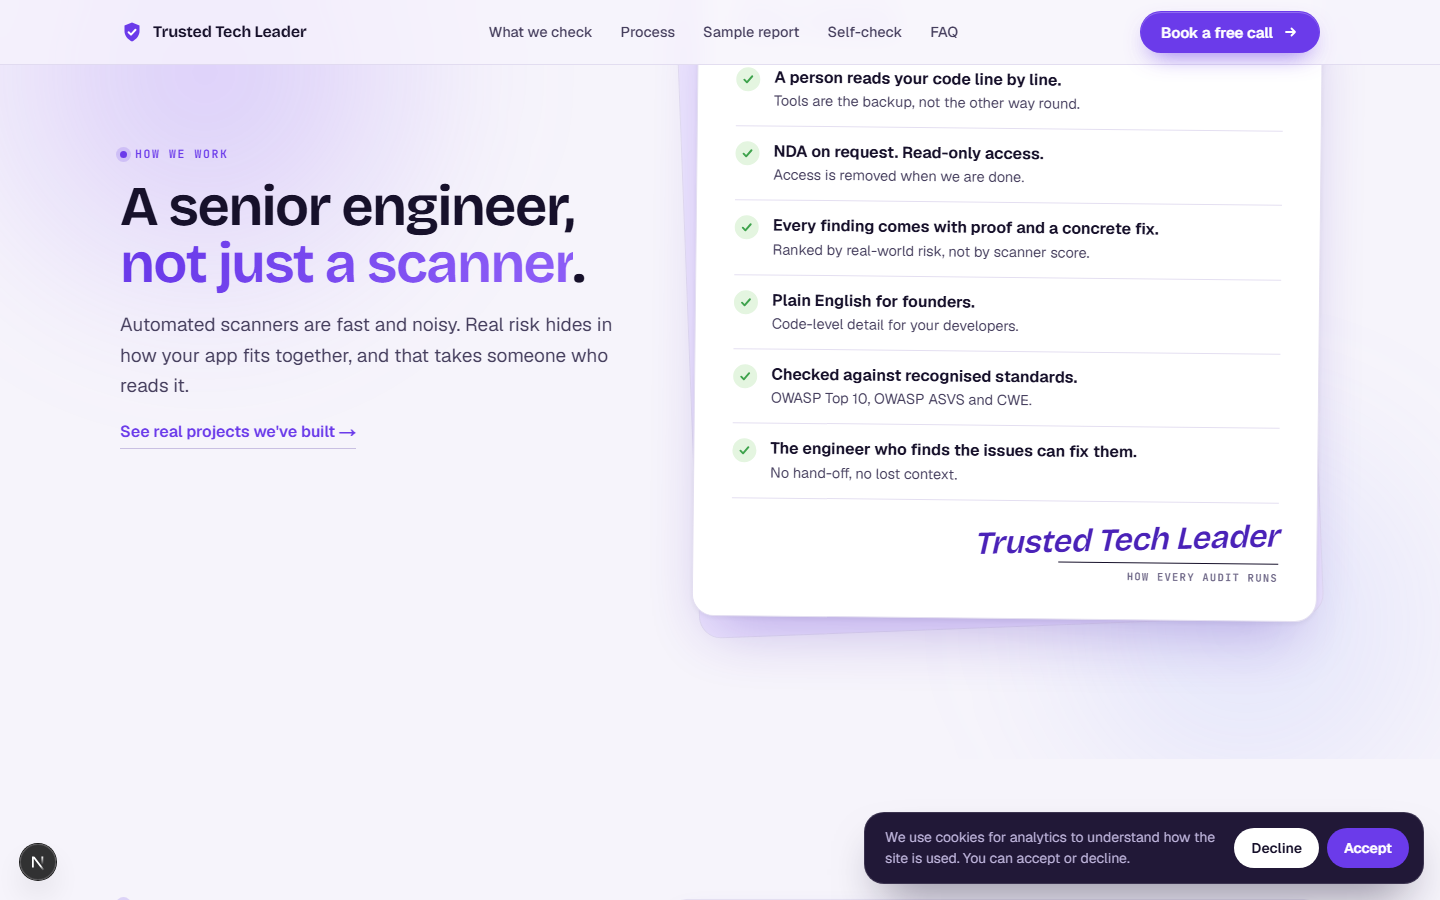 Trusted Tech Leader
What we check
Process
Sample report
Self-check
FAQ
Book a free call →
HOW WE WORK
A senior engineer,
not just a scanner.
Automated scanners are fast and noisy. Real risk hides in
how your app fits together, and that takes someone who
reads it.
See real projects we've built →
A person reads your code line by line.
Tools are the backup, not the other way round.
NDA on request. Read-only access.
Access is removed when we are done.
Every finding comes with proof and a concrete fix.
Ranked by real-world risk, not by scanner score.
Plain English for founders.
Code-level detail for your developers.
Checked against recognised standards.
OWASP Top 10, OWASP ASVS and CWE.
The engineer who finds the issues can fix them.
No hand-off, no lost context.
Trusted Tech Leader
HOW EVERY AUDIT RUNS
We use cookies for analytics to understand how the
site is used. You can accept or decline.
Decline
Accept
N